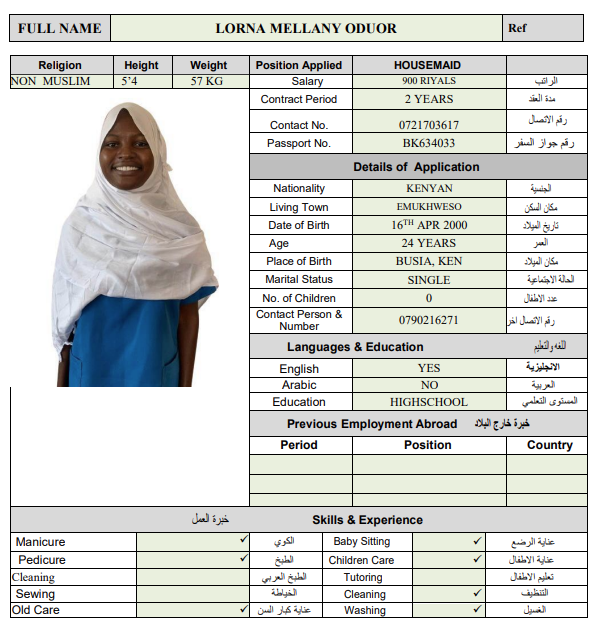 FULL NAME LORNA MELLANY ODUOR Ref
Religion Height Weight Position Applied HOUSEMAID
NON MUSLIM 5'4 57 KG Salary 900 RIYALS الراتب
Contract Period 2 YEARS مدة العقد
Contact No. 0721703617 رقم الاتصال
Passport No. BK634033 رقم جواز السفر
Details of Application
Nationality KENYAN الجنسية
Living Town EMUKHWESO مكان السكن
Date of Birth 16TH APR 2000 تاريخ الميلاد
Age 24 YEARS العمر
Place of Birth BUSIA, KEN مكان الميلاد
Marital Status SINGLE الحالة الاجتماعية
No. of Children 0 عدد الاطفال
Contact Person & Number 0790216271 رقم الاتصال اخر
Languages & Education اللغه والتعليم
English YES الانجليزية
Arabic NO العربية
Education HIGHSCHOOL المستوى التعلمي
Previous Employment Abroad خبرة خارج البلاد
Period Position Country
خبرة العمل Skills & Experience
Manicure ✓ الكوي Baby Sitting ✓ عناية الرضع
Pedicure ✓ الطبخ Children Care ✓ عناية الاطفال
Cleaning الطبخ العربي Tutoring تعليم الاطفال
Sewing الخياطة Cleaning ✓ التنظيف
Old Care ✓ عناية كبار السن Washing ✓ الغسيل